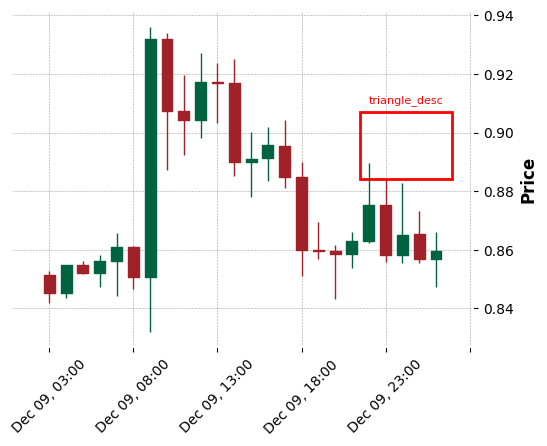 0.94
0.92
triangle_desc
0.90
0.88
0.86
0.84
Price
Dec 09, 03:00
Dec 09, 08:00
Dec 09, 13:00
Dec 09, 18:00
Dec 09, 23:00